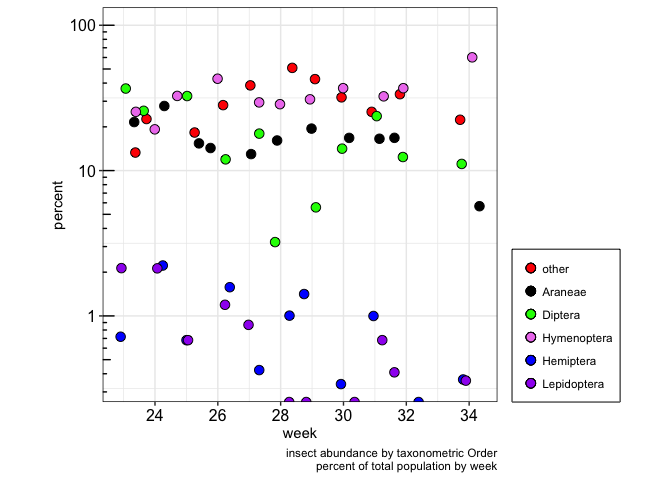 100
10
1
percent
24 26 28 30 32 34
week
other
Araneae
Diptera
Hymenoptera
Hemiptera
Lepidoptera
insect abundance by taxonometric Order
percent of total population by week